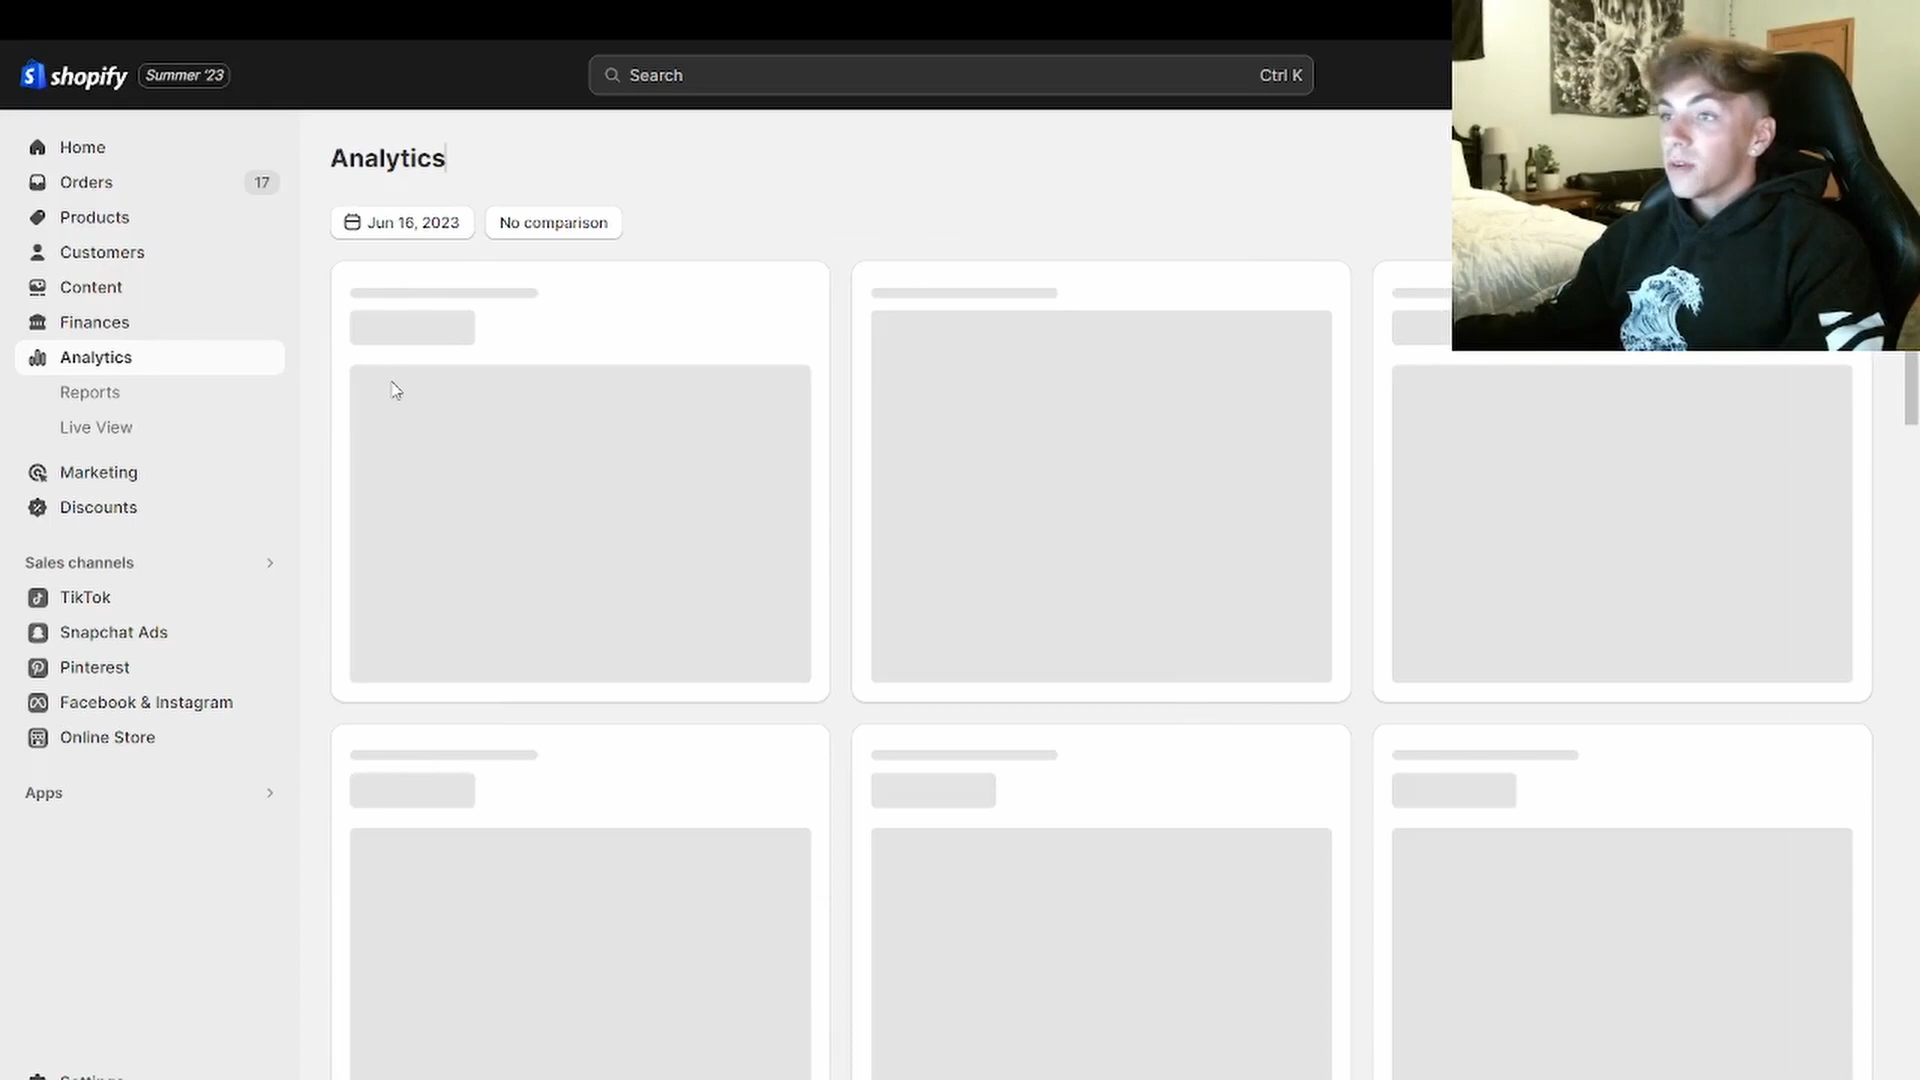 shopify Summer '23
Search Ctrl K
Home
Orders 17
Products
Customers
Content
Finances
Analytics
Reports
Live View
Marketing
Discounts
Sales channels
TikTok
Snapchat Ads
Pinterest
Facebook & Instagram
Online Store
Apps
Settings
Analytics
Jun 16, 2023 No comparison